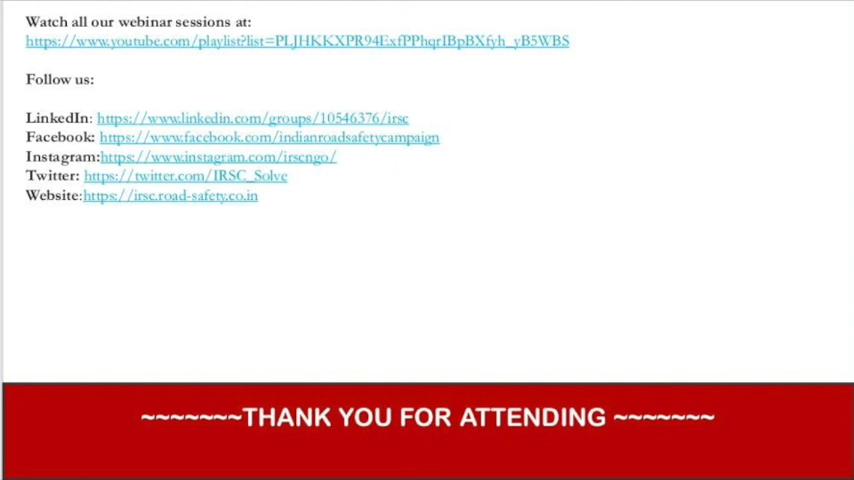 Watch all our webinar sessions at:
https://www.youtube.com/playlist?list=PLJHKKXPR94ExfPPhqrIBpBXfyh_yB5WBS
Follow us:
LinkedIn: https://www.linkedin.com/groups/10546376/irsc
Facebook: https://www.facebook.com/indianroadsafetycampaign
Instagram:https://www.instagram.com/irscngo/
Twitter: https://twitter.com/IRSC_Solve
Website:https://irsc.road-safety.co.in
~~~~~~~THANK YOU FOR ATTENDING ~~~~~~~